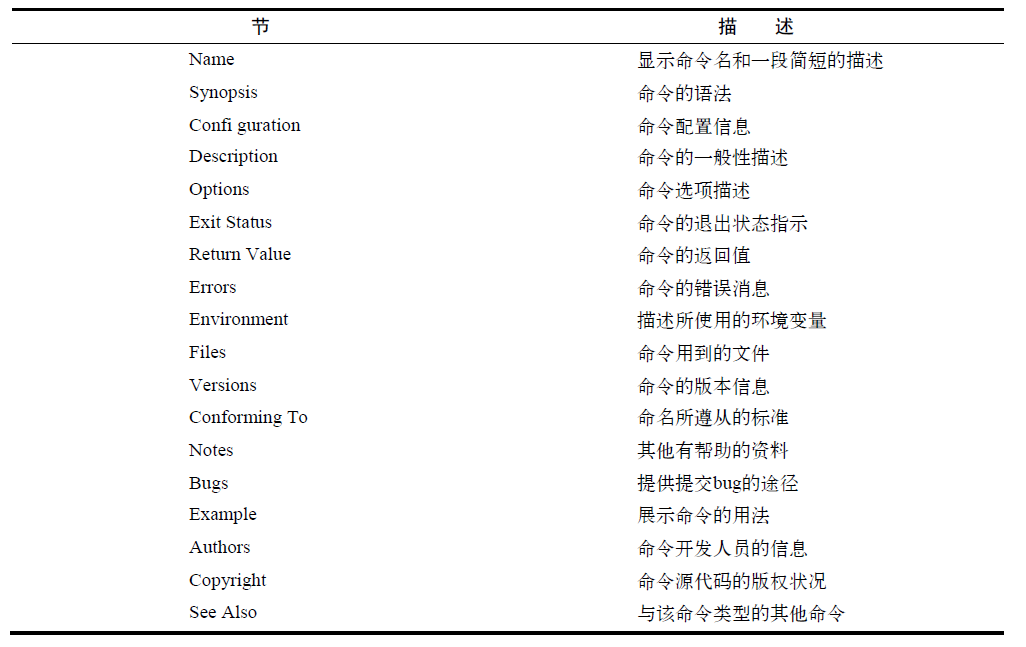 节 描 述
Name 显示命令名和一段简短的描述
Synopsis 命令的语法
Confi guration 命令配置信息
Description 命令的一般性描述
Options 命令选项描述
Exit Status 命令的退出状态指示
Return Value 命令的返回值
Errors 命令的错误消息
Environment 描述所使用的环境变量
Files 命令用到的文件
Versions 命令的版本信息
Conforming To 命名所遵从的标准
Notes 其他有帮助的资料
Bugs 提供提交bug的途径
Example 展示命令的用法
Authors 命令开发人员的信息
Copyright 命令源代码的版权状况
See Also 与该命令类型的其他命令